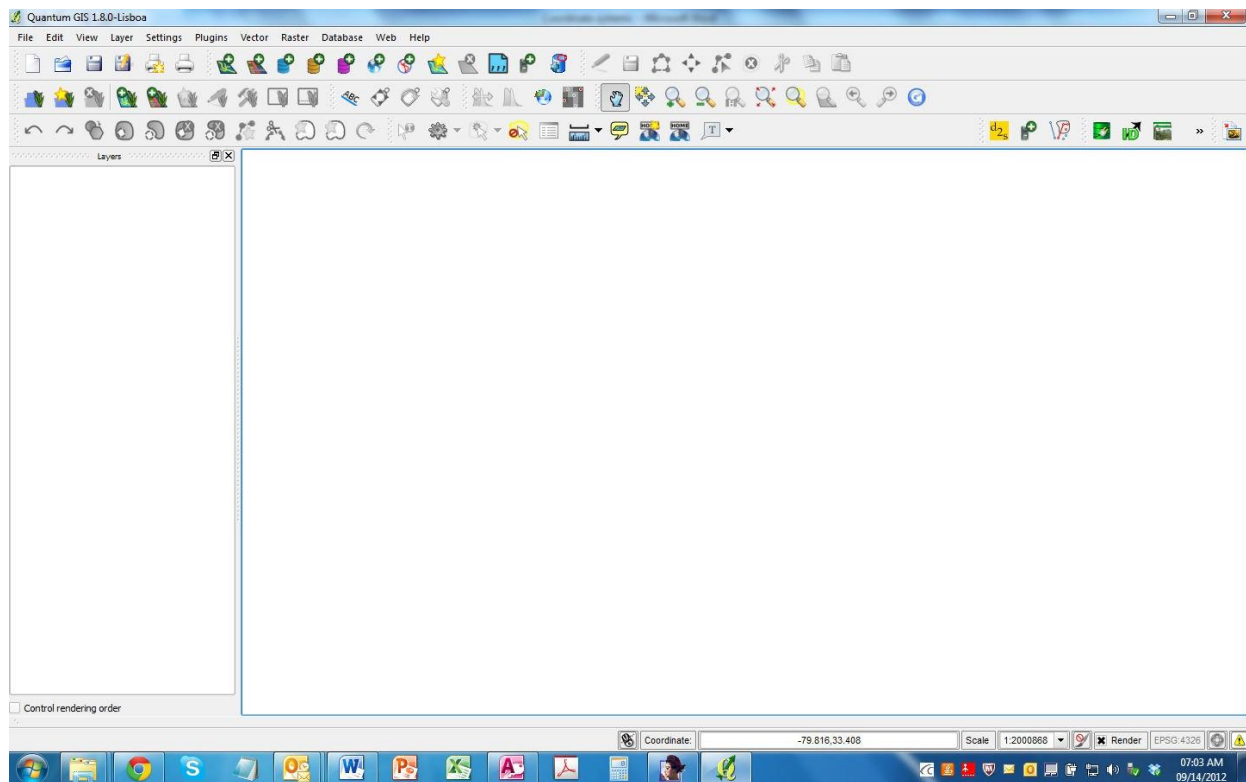 Quantum GIS 1.8.0-Lisboa
File Edit View Layer Settings Plugins Vector Raster Database Web Help
T
Layers
Control rendering order
Coordinate: -79.816,33.408 Scale 1:2000868 Render EPSG:4326
07:03 AM
09/14/2012